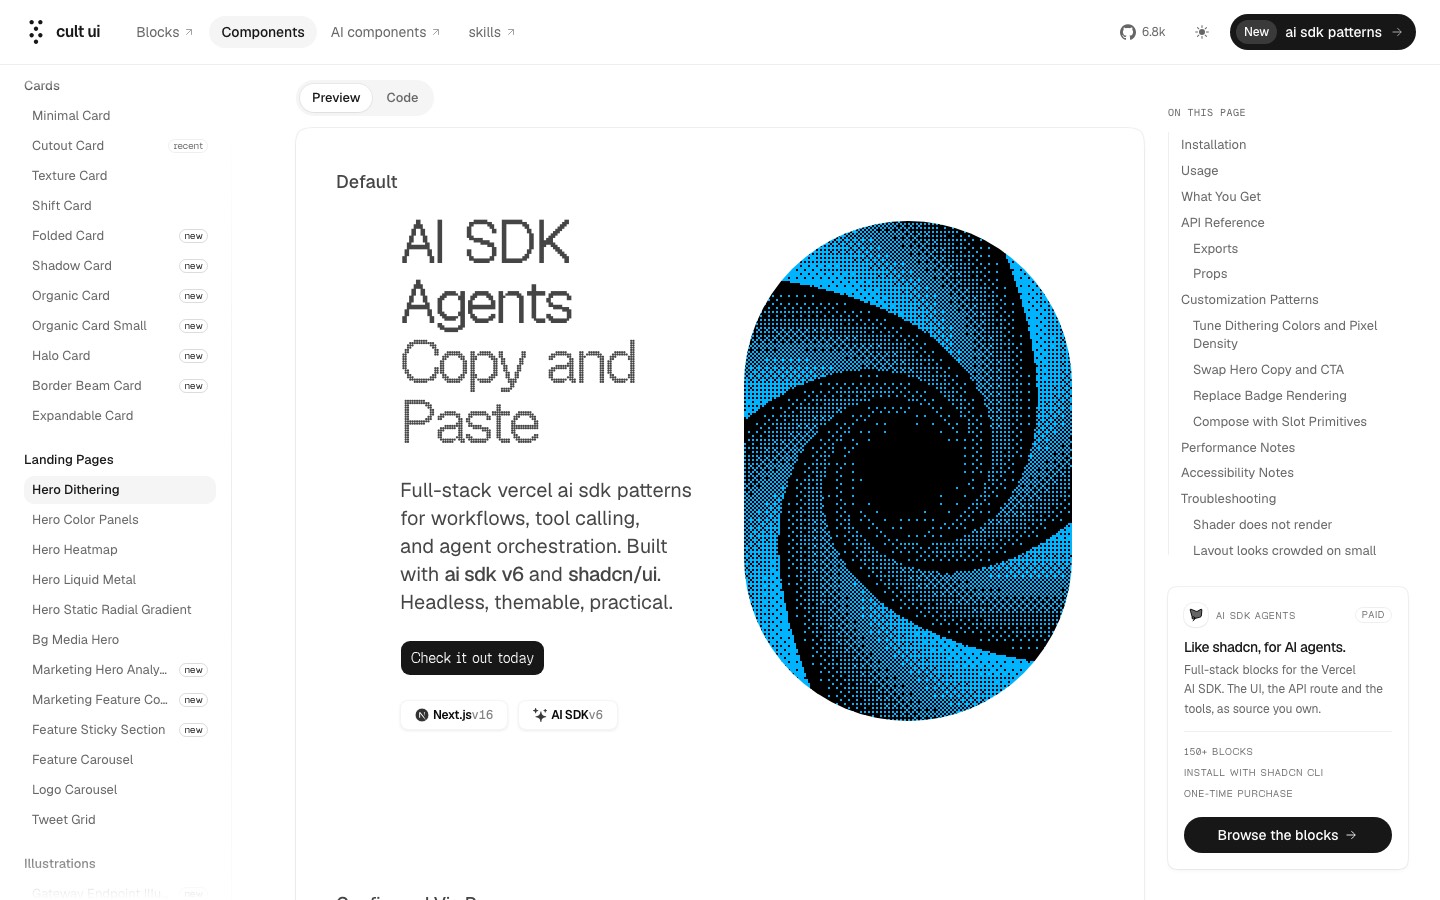 cult ui
Blocks
Components
AI components
skills
6.8k
New ai sdk patterns
Cards
Minimal Card
Cutout Card recent
Texture Card
Shift Card
Folded Card new
Shadow Card new
Organic Card new
Organic Card Small new
Halo Card new
Border Beam Card new
Expandable Card
Landing Pages
Hero Dithering
Hero Color Panels
Hero Heatmap
Hero Liquid Metal
Hero Static Radial Gradient
Bg Media Hero
Marketing Hero Analy... new
Marketing Feature Co... new
Feature Sticky Section new
Feature Carousel
Logo Carousel
Tweet Grid
Illustrations
Gateway Endpoint Illu... new
Preview
Code
Default
AI SDK
Agents
Copy and
Paste
Full-stack vercel ai sdk patterns
for workflows, tool calling,
and agent orchestration. Built
with ai sdk v6 and shadcn/ui.
Headless, themable, practical.
Check it out today
Next.js v16
AI SDK v6
ON THIS PAGE
Installation
Usage
What You Get
API Reference
Exports
Props
Customization Patterns
Tune Dithering Colors and Pixel
Density
Swap Hero Copy and CTA
Replace Badge Rendering
Compose with Slot Primitives
Performance Notes
Accessibility Notes
Troubleshooting
Shader does not render
Layout looks crowded on small
AI SDK AGENTS
PAID
Like shadcn, for AI agents.
Full-stack blocks for the Vercel
AI SDK. The UI, the API route and the
tools, as source you own.
150+ BLOCKS
INSTALL WITH SHADCN CLI
ONE-TIME PURCHASE
Browse the blocks